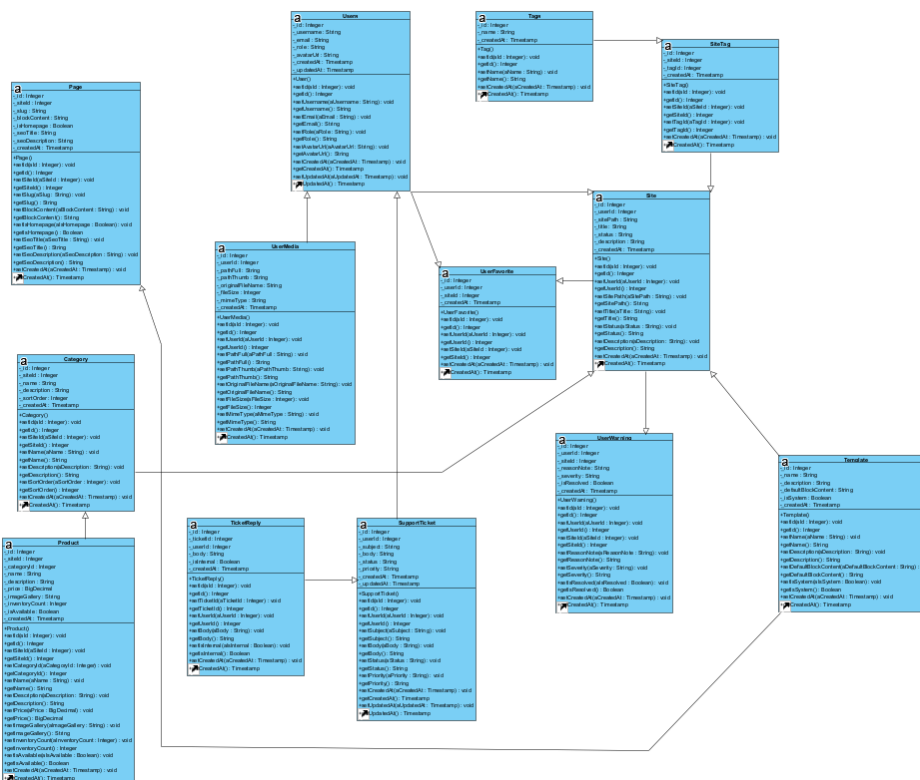 Users
-_id : Integer
-_username : String
-_email : String
-_role : String
-_avatarUrl : String
-_createdAt : Timestamp
-_updatedAt : Timestamp
+User()
+setId(aId : Integer) : void
+getId() : Integer
+setUsername(aUsername : String) : void
+getUsername() : String
+setEmail(aEmail : String) : void
+getEmail() : String
+setRole(aRole : String) : void
+getRole() : String
+setAvatarUrl(aAvatarUrl : String) : void
+getAvatarUrl() : String
+setCreatedAt(aCreatedAt : Timestamp) : void
+getCreatedAt() : Timestamp
+setUpdatedAt(aUpdatedAt : Timestamp) : void
UpdatedAt() : Timestamp
Tags
-_id : Integer
-_name : String
-_createdAt : Timestamp
+Tag()
+setId(aId : Integer) : void
+getId() : Integer
+setName(aName : String) : void
+getName() : String
+setCreatedAt(aCreatedAt : Timestamp) : void
CreatedAt() : Timestamp
SiteTag
-_id : Integer
-_siteId : Integer
-_tagId : Integer
-_createdAt : Timestamp
+SiteTag()
+setId(aId : Integer) : void
+getId() : Integer
+setSiteId(aSiteId : Integer) : void
+getSiteId() : Integer
+setTagId(aTagId : Integer) : void
+getTagId() : Integer
+setCreatedAt(aCreatedAt : Timestamp) : void
CreatedAt() : Timestamp
Page
-_id : Integer
-_siteId : Integer
-_slug : String
-_blockContent : String
-_isHomepage : Boolean
-_seoTitle : String
-_seoDescription : String
-_createdAt : Timestamp
+Page()
+setId(aId : Integer) : void
+getId() : Integer
+setSiteId(aSiteId : Integer) : void
+getSiteId() : Integer
+setSlug(aSlug : String) : void
+getSlug() : String
+setBlockContent(aBlockContent : String) : void
+getBlockContent() : String
+setIsHomepage(aIsHomepage : Boolean) : void
+getIsHomepage() : Boolean
+setSeoTitle(aSeoTitle : String) : void
+getSeoTitle() : String
+setSeoDescription(aSeoDescription : String) : void
+getSeoDescription() : String
+setCreatedAt(aCreatedAt : Timestamp) : void
CreatedAt() : Timestamp
Site
-_id : Integer
-_userId : Integer
-_sitePath : String
-_title : String
-_status : String
-_description : String
-_createdAt : Timestamp
+Site()
+setId(aId : Integer) : void
+getId() : Integer
+setUserId(aUserId : Integer) : void
+getUserId() : Integer
+setSitePath(aSitePath : String) : void
+getSitePath() : String
+setTitle(aTitle : String) : void
+getTitle() : String
+setStatus(aStatus : String) : void
+getStatus() : String
+setDescription(aDescription : String) : void
+getDescription() : String
+setCreatedAt(aCreatedAt : Timestamp) : void
CreatedAt() : Timestamp
UserMedia
-_id : Integer
-_userId : Integer
-_pathFull : String
-_pathThumb : String
-_originalFileName : String
-_fileSize : Integer
-_mimeType : String
-_createdAt : Timestamp
+UserMedia()
+setId(aId : Integer) : void
+getId() : Integer
+setUserId(aUserId : Integer) : void
+getUserId() : Integer
+setPathFull(aPathFull : String) : void
+getPathFull() : String
+setPathThumb(aPathThumb : String) : void
+getPathThumb() : String
+setOriginalFileName(aOriginalFileName : String) : void
+getOriginalFileName() : String
+setFileSize(aFileSize : Integer) : void
+getFileSize() : Integer
+setMimeType(aMimeType : String) : void
+getMimeType() : String
+setCreatedAt(aCreatedAt : Timestamp) : void
CreatedAt() : Timestamp
UserFavorite
-_id : Integer
-_userId : Integer
-_siteId : Integer
-_createdAt : Timestamp
+UserFavorite()
+setId(aId : Integer) : void
+getId() : Integer
+setUserId(aUserId : Integer) : void
+getUserId() : Integer
+setSiteId(aSiteId : Integer) : void
+getSiteId() : Integer
+setCreatedAt(aCreatedAt : Timestamp) : void
CreatedAt() : Timestamp
Category
-_id : Integer
-_siteId : Integer
-_name : String
-_description : String
-_sortOrder : Integer
-_createdAt : Timestamp
+Category()
+setId(aId : Integer) : void
+getId() : Integer
+setSiteId(aSiteId : Integer) : void
+getSiteId() : Integer
+setName(aName : String) : void
+getName() : String
+setDescription(aDescription : String) : void
+getDescription() : String
+setSortOrder(aSortOrder : Integer) : void
+getSortOrder() : Integer
+setCreatedAt(aCreatedAt : Timestamp) : void
CreatedAt() : Timestamp
UserWarning
-_id : Integer
-_userId : Integer
-_siteId : Integer
-_reasonNote : String
-_severity : String
-_isResolved : Boolean
-_createdAt : Timestamp
+UserWarning()
+setId(aId : Integer) : void
+getId() : Integer
+setUserId(aUserId : Integer) : void
+getUserId() : Integer
+setSiteId(aSiteId : Integer) : void
+getSiteId() : Integer
+setReasonNote(aReasonNote : String) : void
+getReasonNote() : String
+setSeverity(aSeverity : String) : void
+getSeverity() : String
+setIsResolved(aIsResolved : Boolean) : void
+getIsResolved() : Boolean
+setCreatedAt(aCreatedAt : Timestamp) : void
CreatedAt() : Timestamp
Template
-_id : Integer
-_name : String
-_description : String
-_defaultBlockContent : String
-_isSystem : Boolean
-_createdAt : Timestamp
+Template()
+setId(aId : Integer) : void
+getId() : Integer
+setName(aName : String) : void
+getName() : String
+setDescription(aDescription : String) : void
+getDescription() : String
+setDefaultBlockContent(aDefaultBlockContent : String) : void
+getDefaultBlockContent() : String
+setIsSystem(aIsSystem : Boolean) : void
+getIsSystem() : Boolean
+setCreatedAt(aCreatedAt : Timestamp) : void
CreatedAt() : Timestamp
TicketReply
-_id : Integer
-_ticketId : Integer
-_userId : Integer
-_body : String
-_isInternal : Boolean
-_createdAt : Timestamp
+TicketReply()
+setId(aId : Integer) : void
+getId() : Integer
+setTicketId(aTicketId : Integer) : void
+getTicketId() : Integer
+setUserId(aUserId : Integer) : void
+getUserId() : Integer
+setBody(aBody : String) : void
+getBody() : String
+setIsInternal(aIsInternal : Boolean) : void
+getIsInternal() : Boolean
+setCreatedAt(aCreatedAt : Timestamp) : void
CreatedAt() : Timestamp
SupportTicket
-_id : Integer
-_userId : Integer
-_subject : String
-_body : String
-_status : String
-_priority : String
-_createdAt : Timestamp
-_updatedAt : Timestamp
+SupportTicket()
+setId(aId : Integer) : void
+getId() : Integer
+setUserId(aUserId : Integer) : void
+getUserId() : Integer
+setSubject(aSubject : String) : void
+getSubject() : String
+setBody(aBody : String) : void
+getBody() : String
+setStatus(aStatus : String) : void
+getStatus() : String
+setPriority(aPriority : String) : void
+getPriority() : String
+setCreatedAt(aCreatedAt : Timestamp) : void
+getCreatedAt() : Timestamp
+setUpdatedAt(aUpdatedAt : Timestamp) : void
UpdatedAt() : Timestamp
Product
-_id : Integer
-_siteId : Integer
-_categoryId : Integer
-_name : String
-_description : String
-_price : BigDecimal
-_imageGallery : String
-_inventoryCount : Integer
-_isAvailable : Boolean
-_createdAt : Timestamp
+Product()
+setId(aId : Integer) : void
+getId() : Integer
+setSiteId(aSiteId : Integer) : void
+getSiteId() : Integer
+setCategoryId(aCategoryId : Integer) : void
+getCategoryId() : Integer
+setName(aName : String) : void
+getName() : String
+setDescription(aDescription : String) : void
+getDescription() : String
+setPrice(aPrice : BigDecimal) : void
+getPrice() : BigDecimal
+setImageGallery(aImageGallery : String) : void
+getImageGallery() : String
+setInventoryCount(aInventoryCount : Integer) : void
+getInventoryCount() : Integer
+setIsAvailable(aIsAvailable : Boolean) : void
+getIsAvailable() : Boolean
+setCreatedAt(aCreatedAt : Timestamp) : void
CreatedAt() : Timestamp